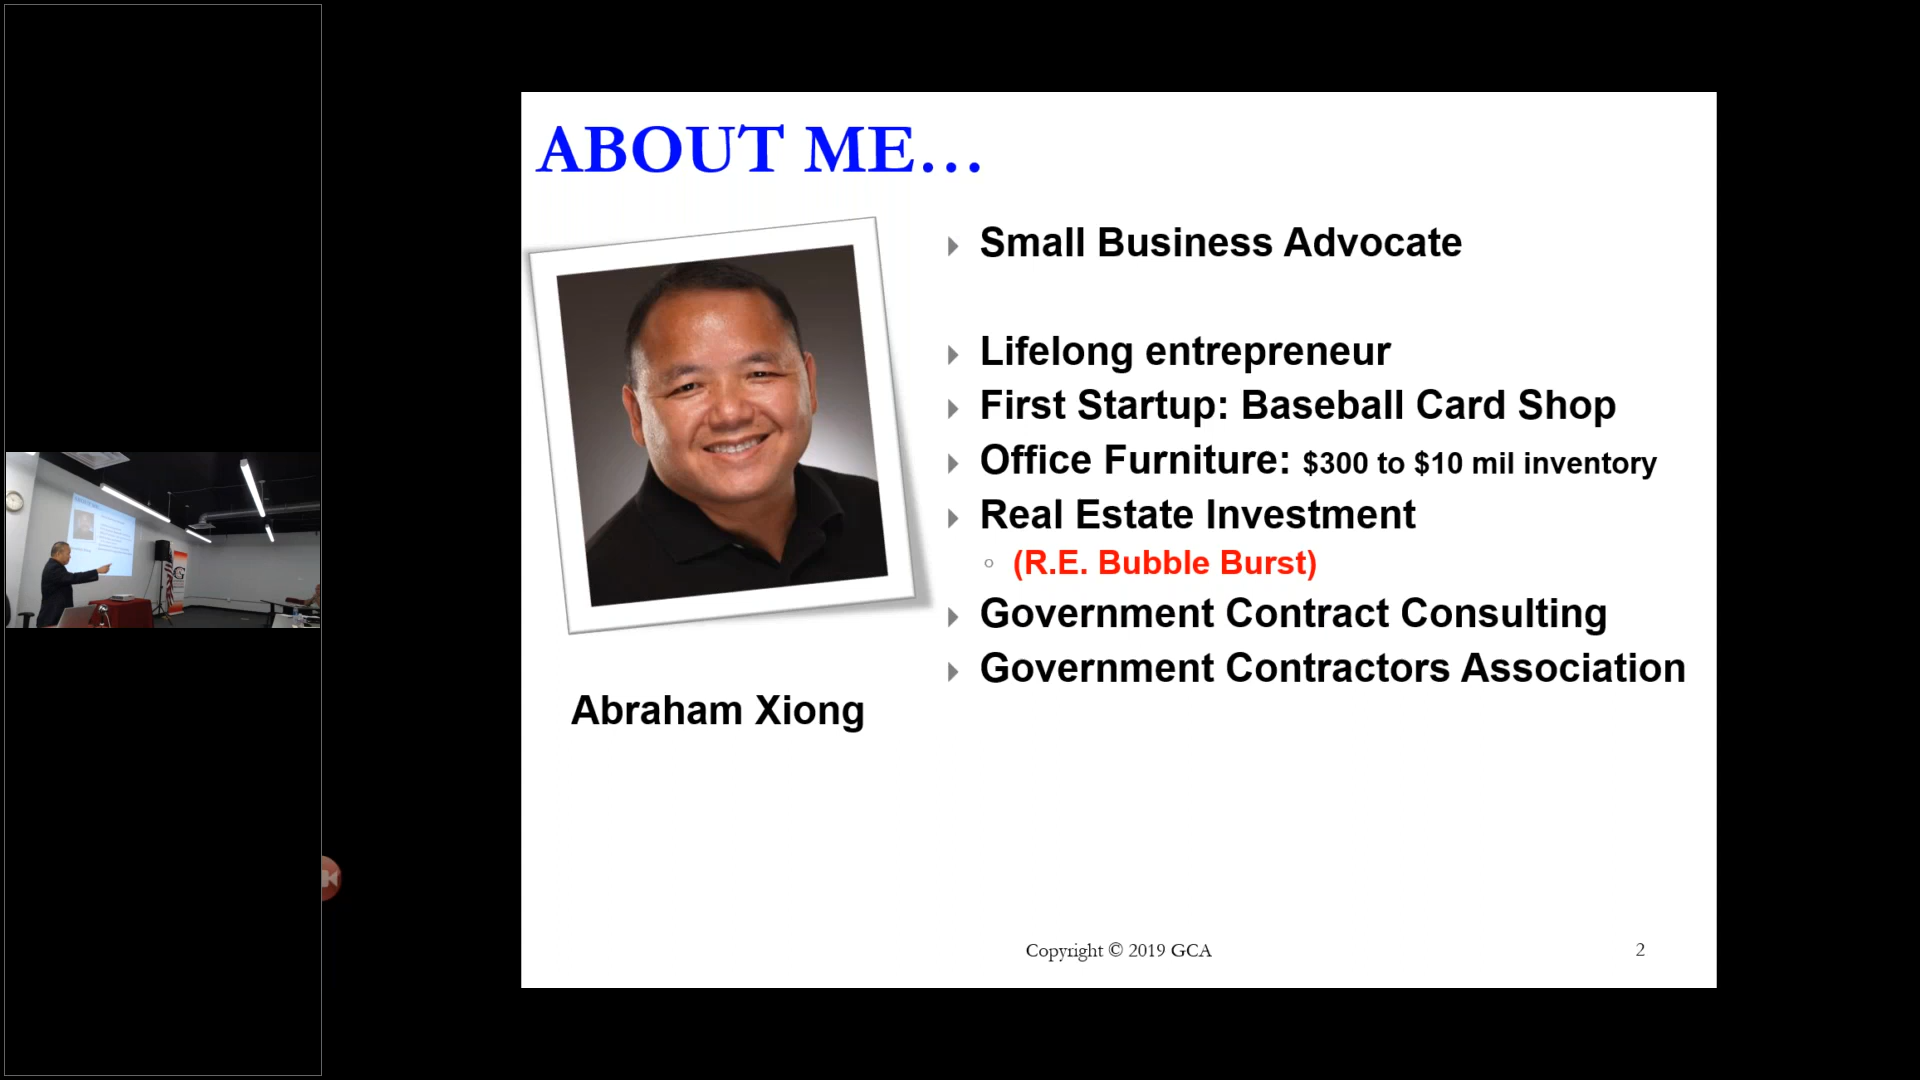 ABOUT ME…
Small Business Advocate
Lifelong entrepreneur
First Startup: Baseball Card Shop
Office Furniture: $300 to $10 mil inventory
Real Estate Investment
(R.E. Bubble Burst)
Government Contract Consulting
Government Contractors Association
Abraham Xiong
Copyright © 2019 GCA
2